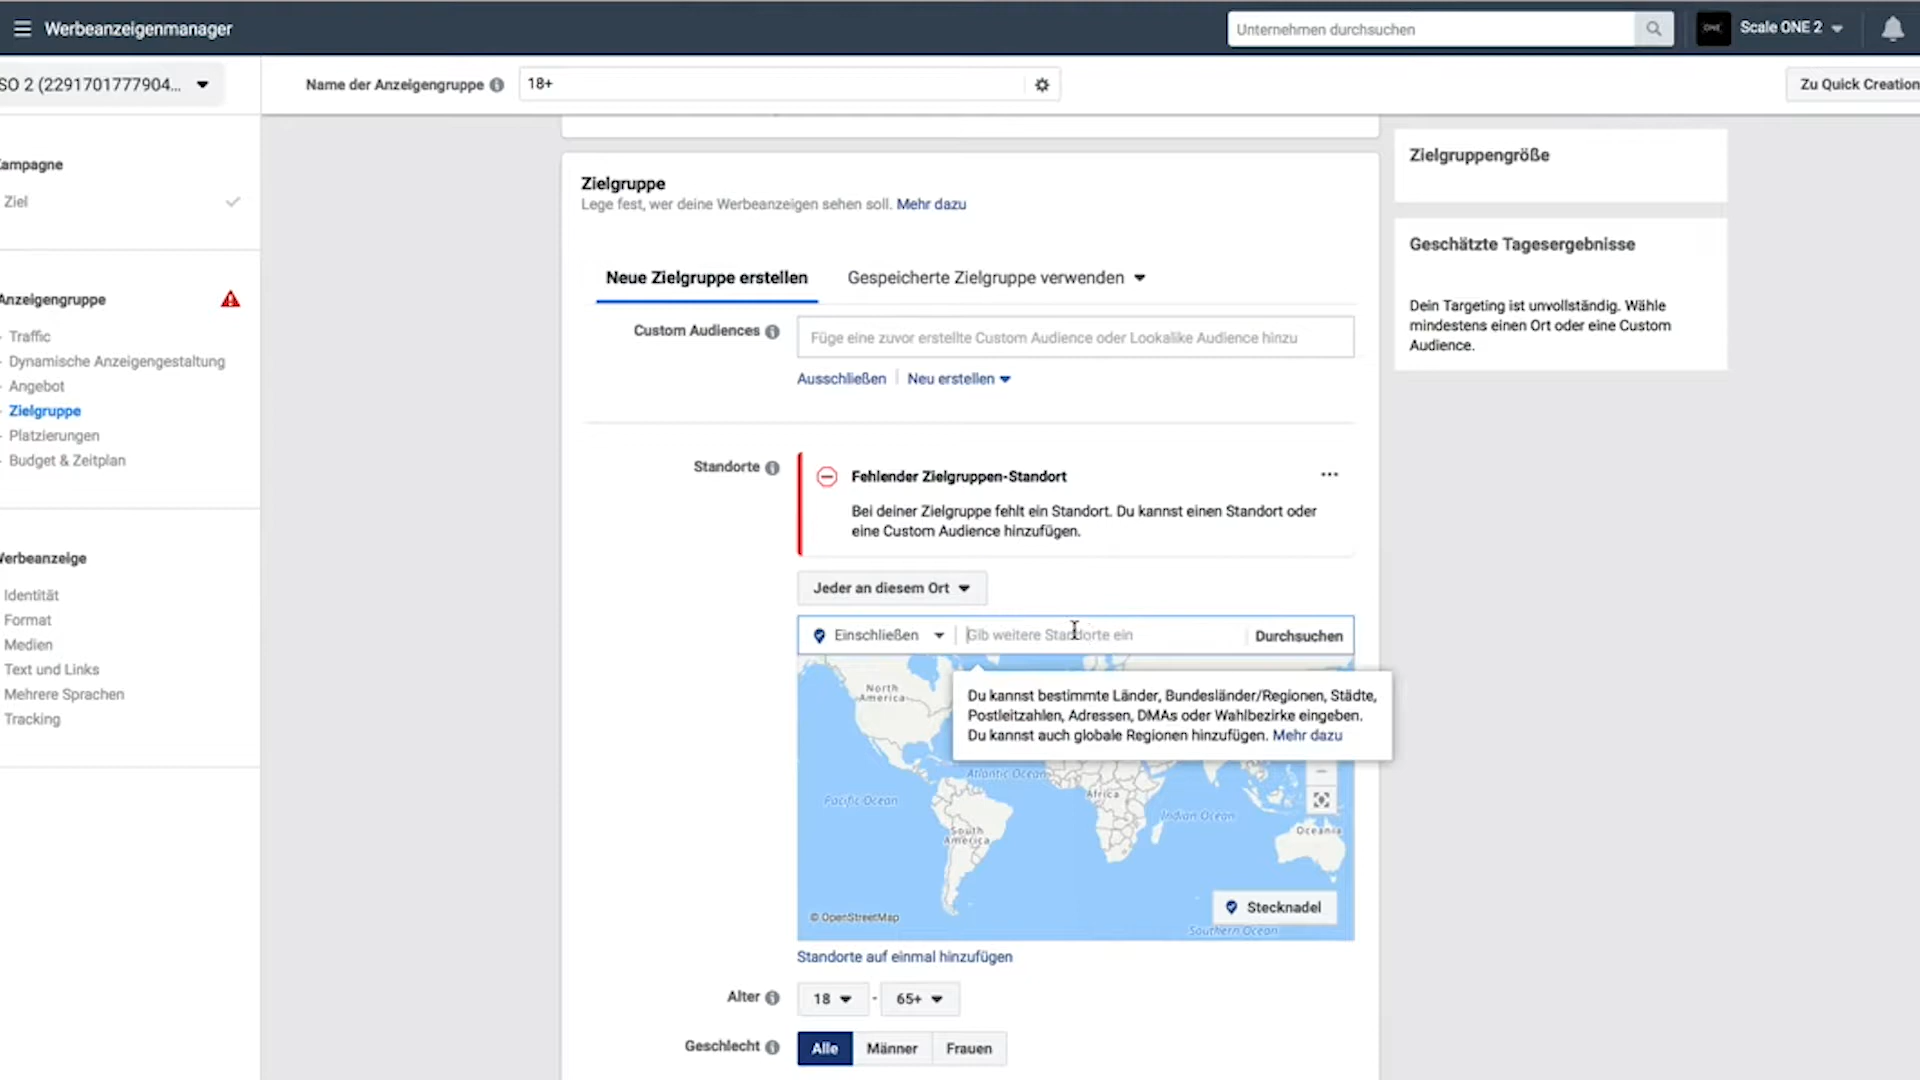 Werbeanzeigenmanager
Unternehmen durchsuchen
Scale ONE 2
SO 2 (2291701777904...
Name der Anzeigengruppe
18+
Zu Quick Creation
Kampagne
Ziel
Anzeigengruppe
Traffic
Dynamische Anzeigengestaltung
Angebot
Zielgruppe
Platzierungen
Budget & Zeitplan
Werbeanzeige
Identität
Format
Medien
Text und Links
Mehrere Sprachen
Tracking
Zielgruppe
Lege fest, wer deine Werbeanzeigen sehen soll. Mehr dazu
Neue Zielgruppe erstellen
Gespeicherte Zielgruppe verwenden
Custom Audiences
Füge eine zuvor erstellte Custom Audience oder Lookalike Audience hinzu
Ausschließen
Neu erstellen
Standorte
Fehlender Zielgruppen-Standort
Bei deiner Zielgruppe fehlt ein Standort. Du kannst einen Standort oder
eine Custom Audience hinzufügen.
Jeder an diesem Ort
Einschließen
Gib weitere Standorte ein
Durchsuchen
Du kannst bestimmte Länder, Bundesländer/Regionen, Städte,
Postleitzahlen, Adressen, DMAs oder Wahlbezirke eingeben.
Du kannst auch globale Regionen hinzufügen. Mehr dazu
North
America
Atlantic Ocean
Pacific Ocean
Africa
Indian Ocean
South
America
Oceania
Stecknadel
© OpenStreetMap
Southern Ocean
Standorte auf einmal hinzufügen
Alter
18
-
65+
Geschlecht
Alle
Männer
Frauen
Zielgruppengröße
Geschätzte Tagesergebnisse
Dein Targeting ist unvollständig. Wähle
mindestens einen Ort oder eine Custom
Audience.